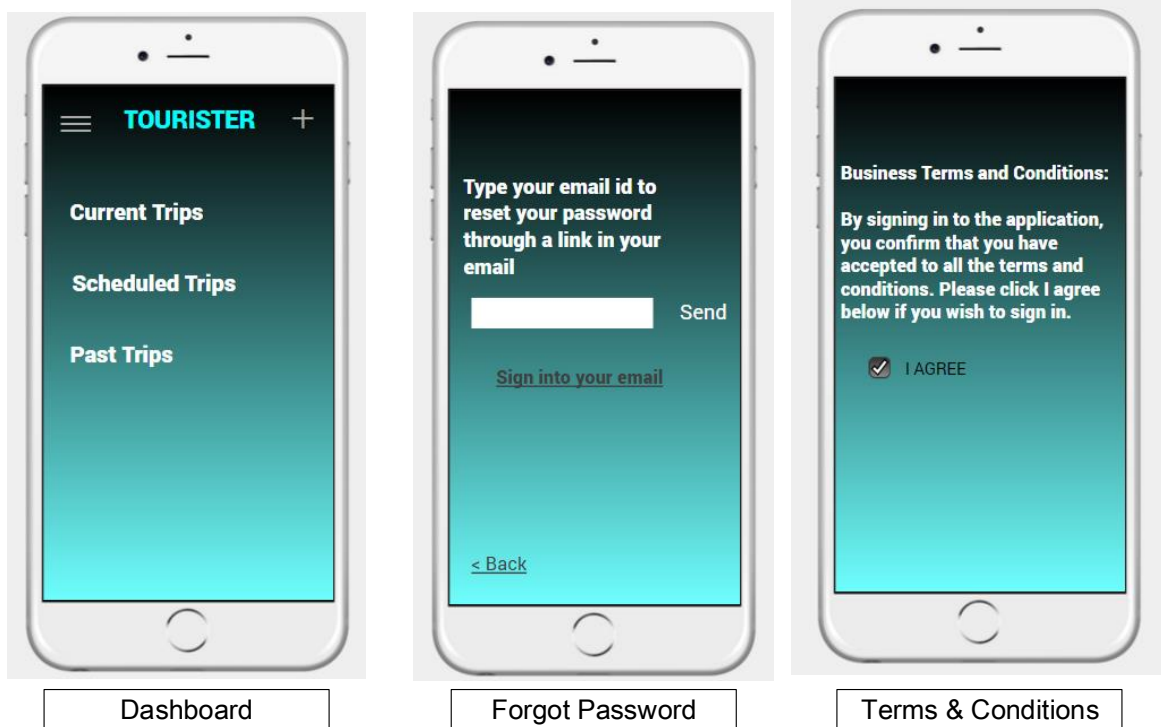 TOURISTER +
Current Trips
Scheduled Trips
Past Trips
Dashboard
Type your email id to
reset your password
through a link in your
email
Send
Sign into your email
< Back
Forgot Password
Business Terms and Conditions:
By signing in to the application,
you confirm that you have
accepted to all the terms and
conditions. Please click I agree
below if you wish to sign in.
I AGREE
Terms & Conditions